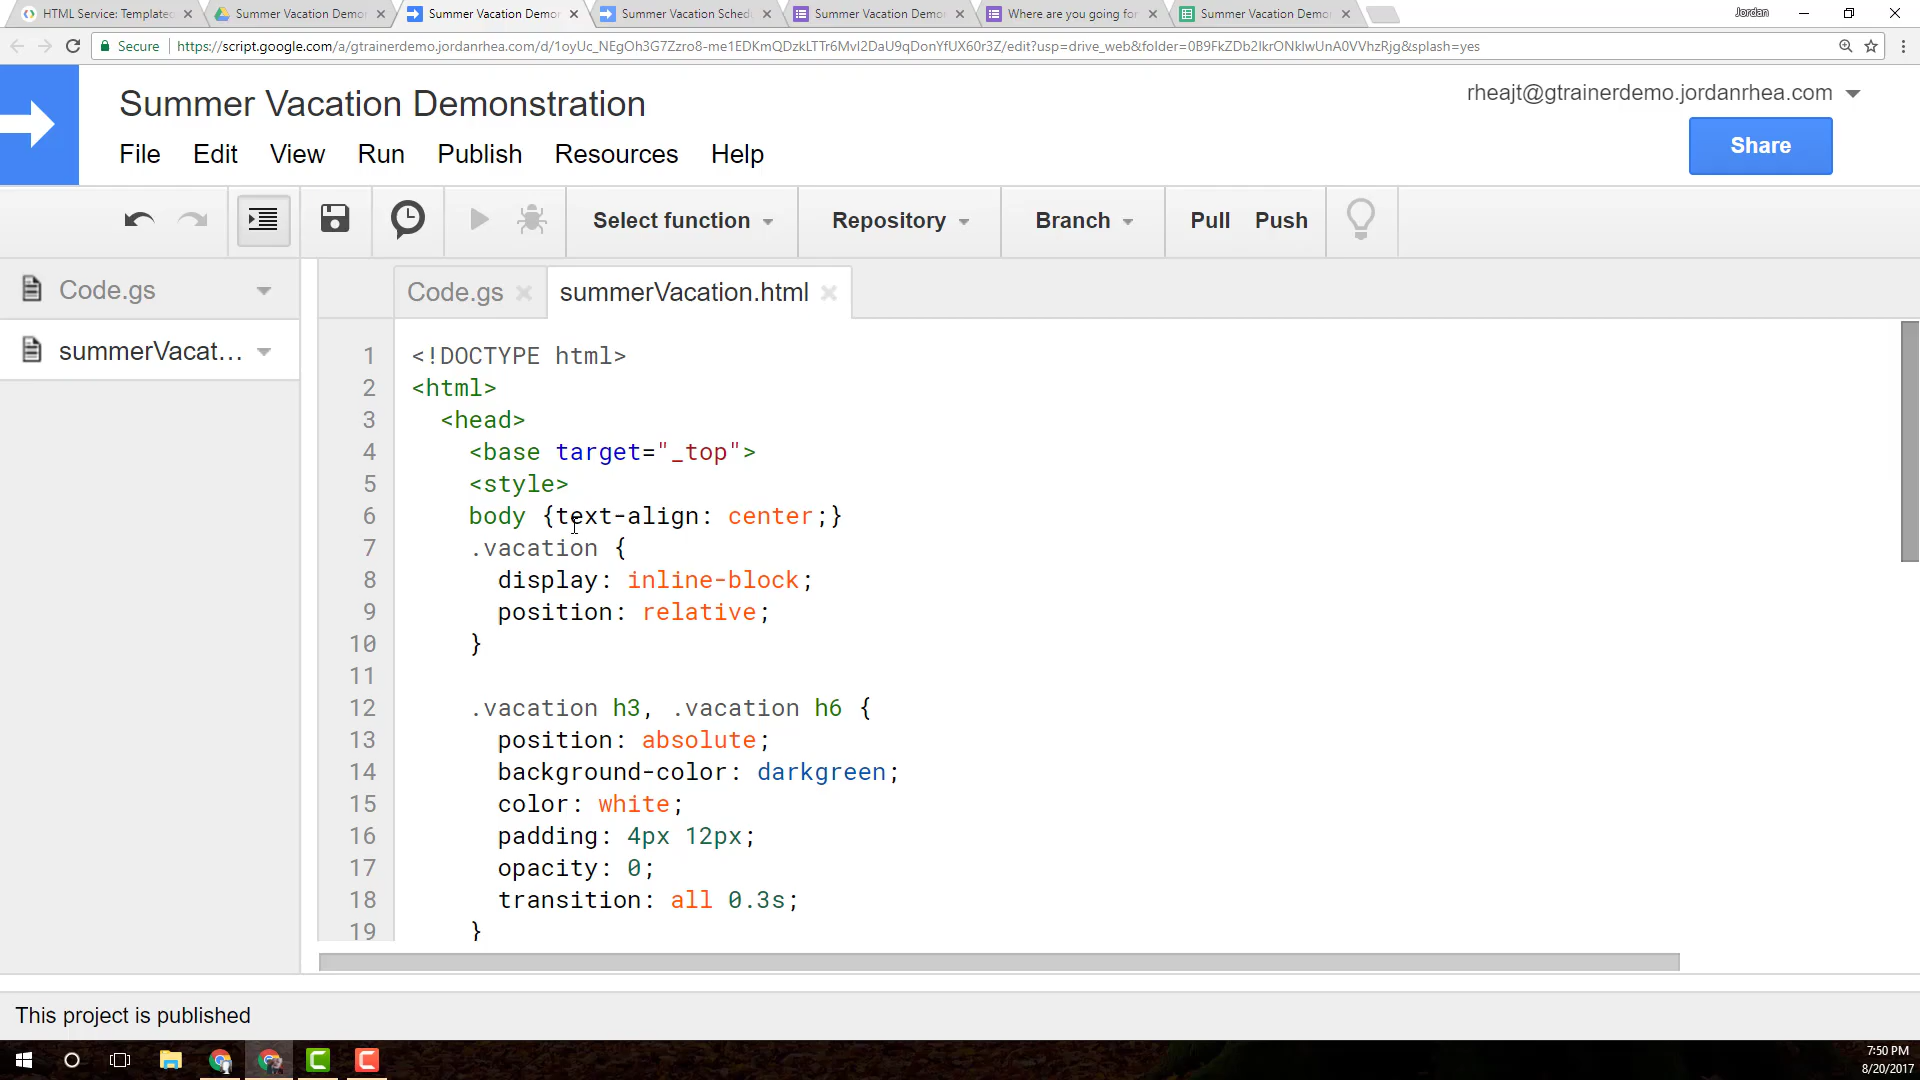 HTML Service: Templated
Summer Vacation Demon
Summer Vacation Demon
Summer Vacation Sched
Summer Vacation Demon
Where are you going for
Summer Vacation Demon
Jordan
Secure
https://script.google.com/a/gtrainerdemo.jordanrhea.com/d/1oyUc_NEgOh3G7Zzro8-me1EDKmQDzkLTTr6MvI2DaU9qDonYfUX60r3Z/edit?usp=drive_web&folder=0B9FkZDb2IkrONklwUnA0VVhzRjg&splash=yes
Summer Vacation Demonstration
rheajt@gtrainerdemo.jordanrhea.com
File Edit View Run Publish Resources Help
Share
Select function
Repository
Branch
Pull Push
Code.gs
summerVacat...
Code.gs
summerVacation.html
1 <!DOCTYPE html>
2 <html>
3 <head>
4 <base target="_top">
5 <style>
6 body {text-align: center;}
7 .vacation {
8 display: inline-block;
9 position: relative;
10 }
11
12 .vacation h3, .vacation h6 {
13 position: absolute;
14 background-color: darkgreen;
15 color: white;
16 padding: 4px 12px;
17 opacity: 0;
18 transition: all 0.3s;
19 }
This project is published
7:50 PM
8/20/2017